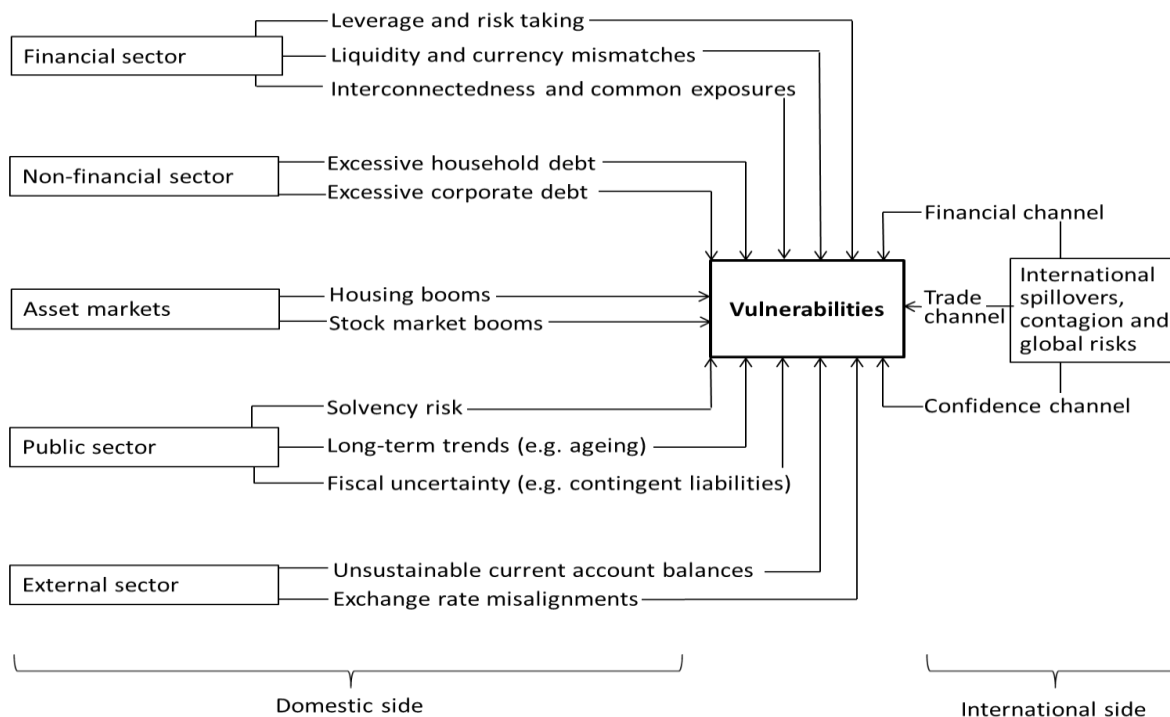 Leverage and risk taking
Financial sector
Liquidity and currency mismatches
Interconnectedness and common exposures
Non-financial sector
Excessive household debt
Excessive corporate debt
Asset markets
Housing booms
Stock market booms
Vulnerabilities
Financial channel
Trade
channel
Confidence channel
International
spillovers,
contagion and
global risks
Public sector
Solvency risk
Long-term trends (e.g. ageing)
Fiscal uncertainty (e.g. contingent liabilities)
External sector
Unsustainable current account balances
Exchange rate misalignments
Domestic side
International side